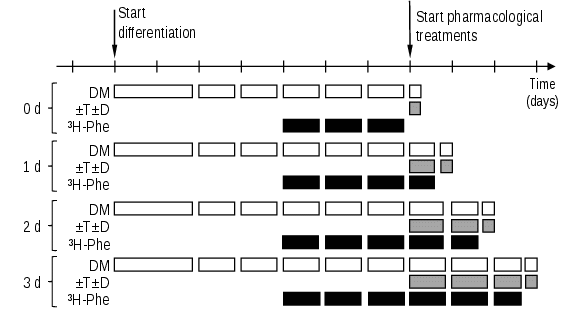 Start
differentiation
Start pharmacological
treatments
Time
(days)
0 d
DM
±T±D
³H-Phe
1 d
DM
±T±D
³H-Phe
2 d
DM
±T±D
³H-Phe
3 d
DM
±T±D
³H-Phe